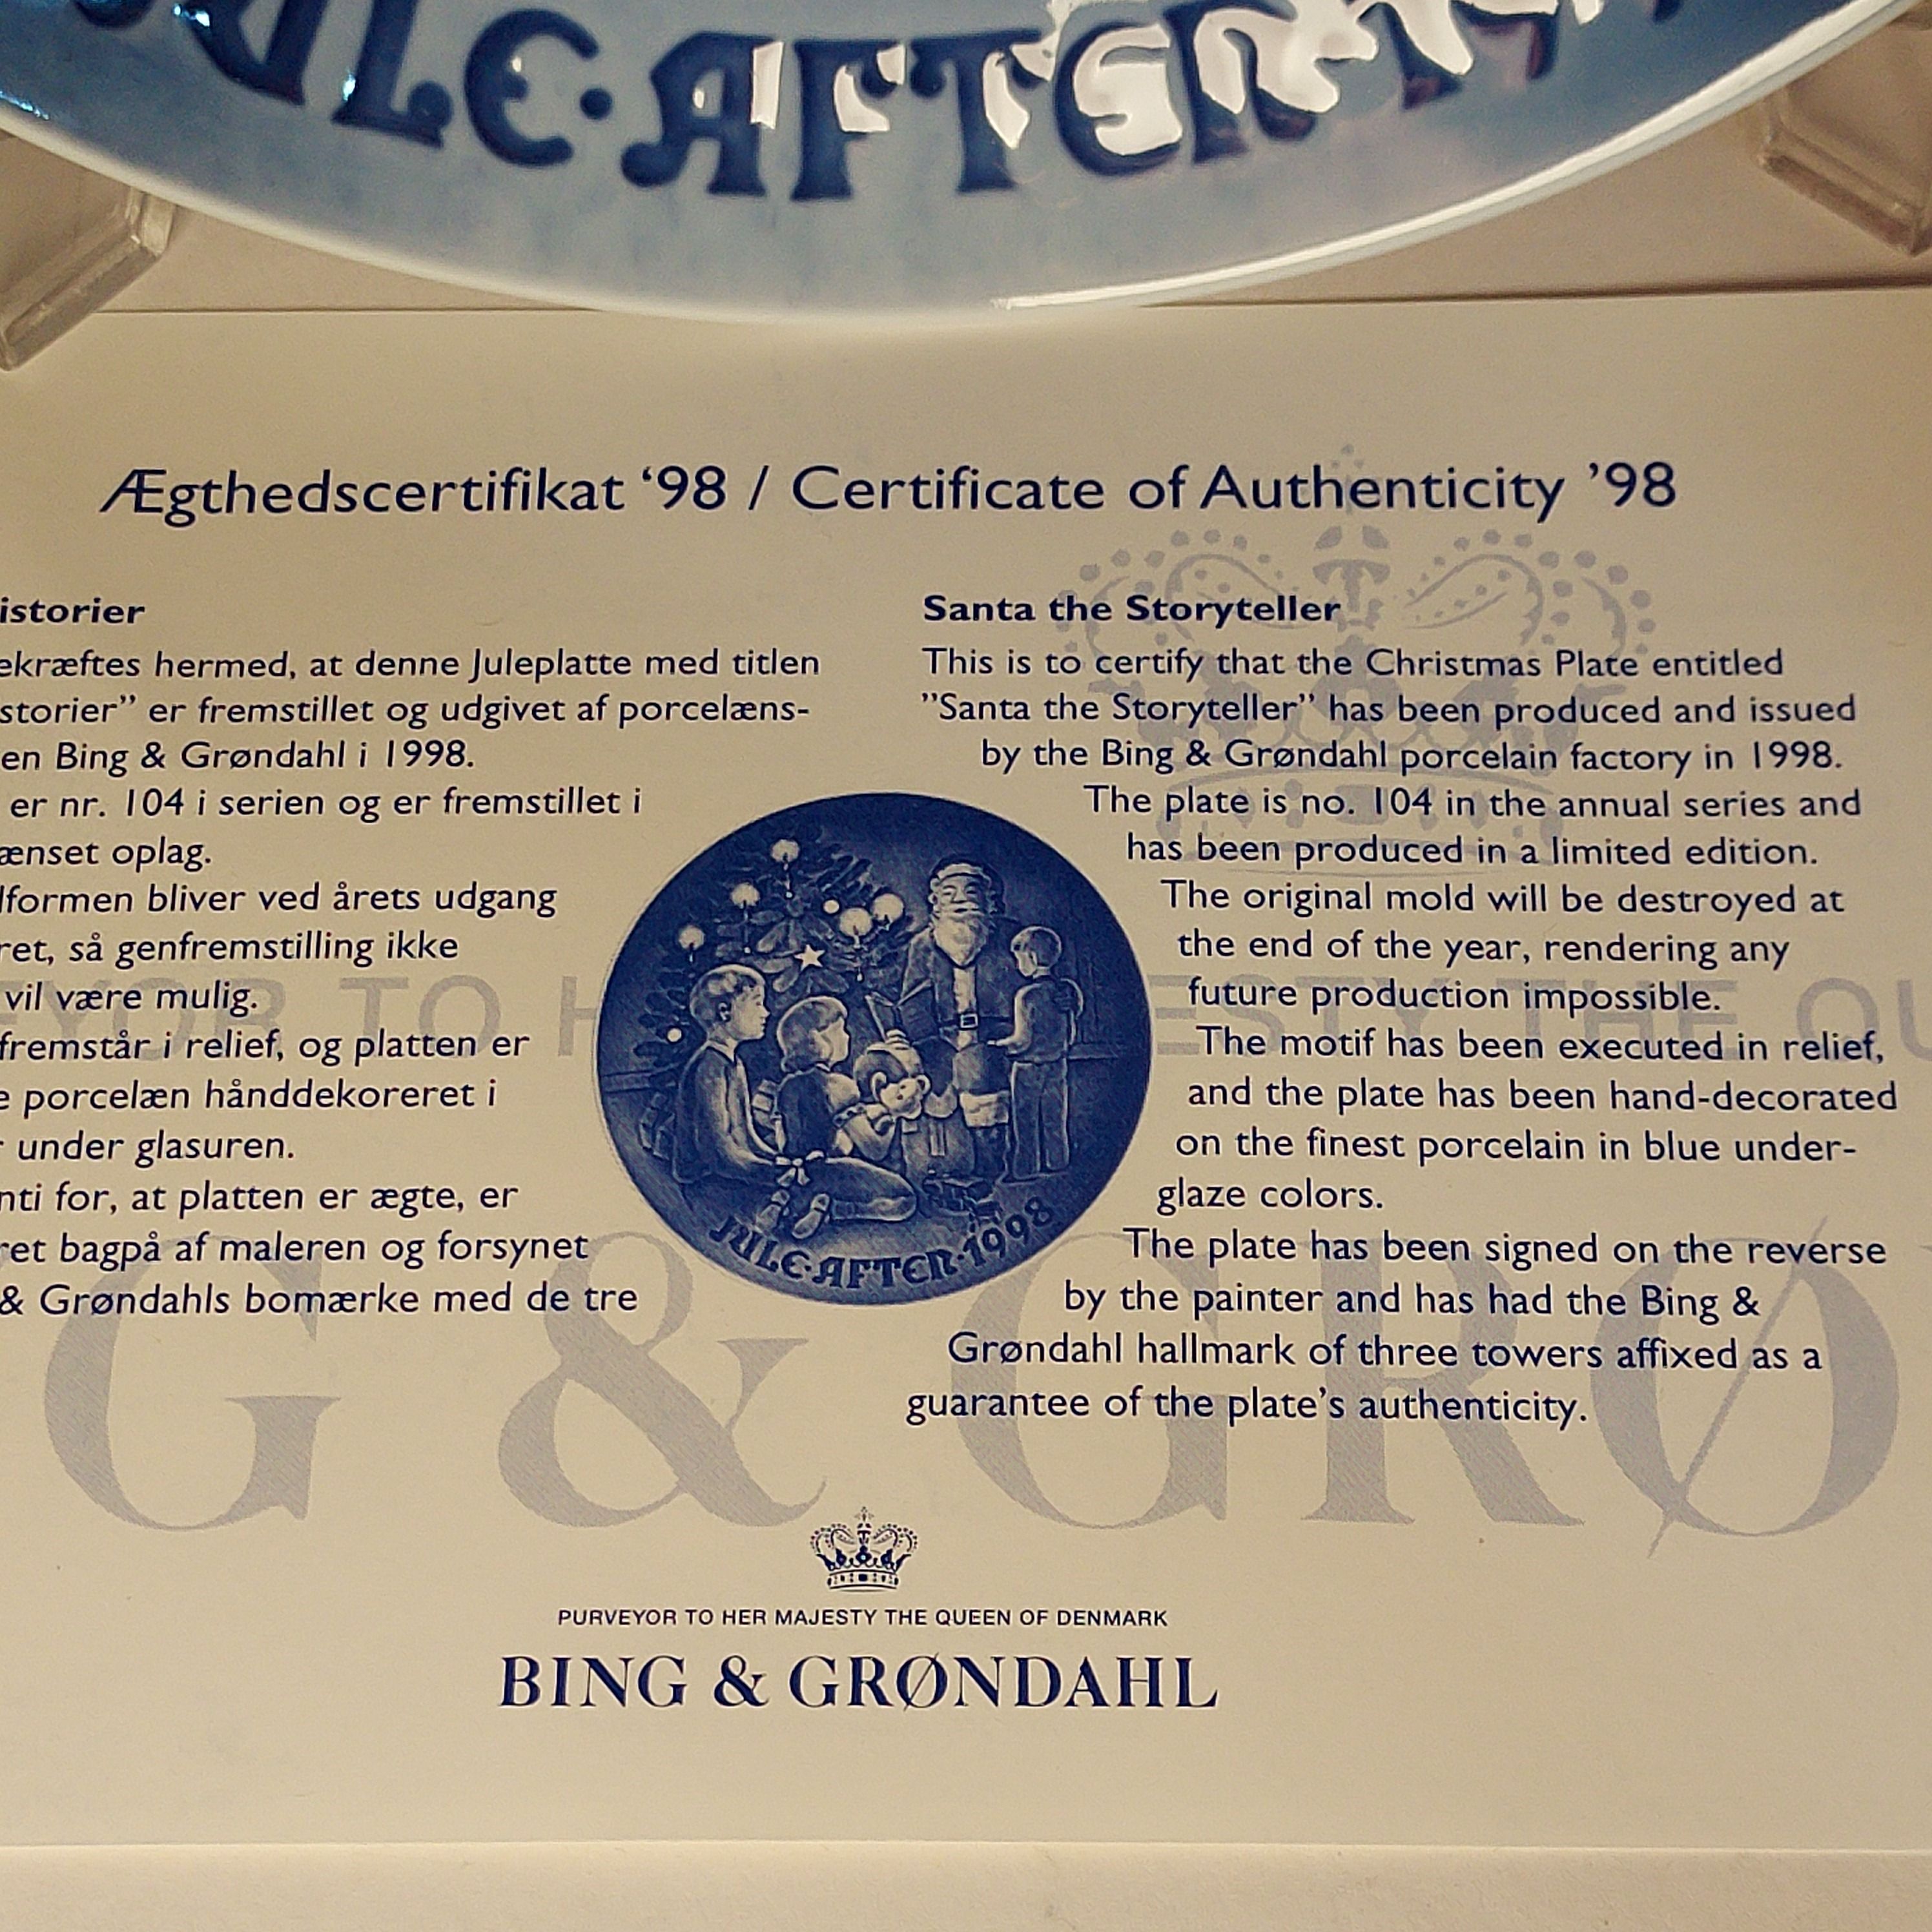 JULE·AFTEN·19
Ægthedscertifikat ‘98 / Certificate of Authenticity ’98
istorier
ekræftes hermed, at denne Juleplatte med titlen
storier” er fremstillet og udgivet af porcelæns-
en Bing & Grøndahl i 1998.
er nr. 104 i serien og er fremstillet i
ænset oplag.
lformen bliver ved årets udgang
ret, så genfremstilling ikke
vil være mulig.
fremstår i relief, og platten er
e porcelæn hånddekoreret i
r under glasuren.
nti for, at platten er ægte, er
ret bagpå af maleren og forsynet
& Grøndahls bomærke med de tre
Santa the Storyteller
This is to certify that the Christmas Plate entitled
”Santa the Storyteller” has been produced and issued
by the Bing & Grøndahl porcelain factory in 1998.
The plate is no. 104 in the annual series and
has been produced in a limited edition.
The original mold will be destroyed at
the end of the year, rendering any
future production impossible.
The motif has been executed in relief,
and the plate has been hand-decorated
on the finest porcelain in blue under-
glaze colors.
The plate has been signed on the reverse
by the painter and has had the Bing &
Grøndahl hallmark of three towers affixed as a
guarantee of the plate’s authenticity.
JULE·AFTEN·1998
EYOR TO H ESTY THE QU
G & GRØ
PURVEYOR TO HER MAJESTY THE QUEEN OF DENMARK
BING & GRØNDAHL